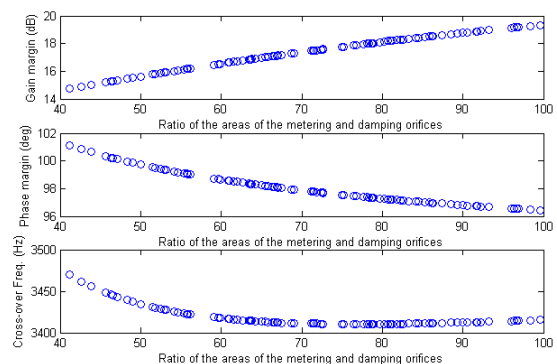 20
18
16
14
Gain margin (dB)
40 50 60 70 80 90 100
Ratio of the areas of the metering and damping orifices
102
100
98
96
Phase margin (deg)
40 50 60 70 80 90 100
Ratio of the areas of the metering and damping orifices
3500
3450
3400
Cross-over Freq. (Hz)
40 50 60 70 80 90 100
Ratio of the areas of the metering and damping orifices